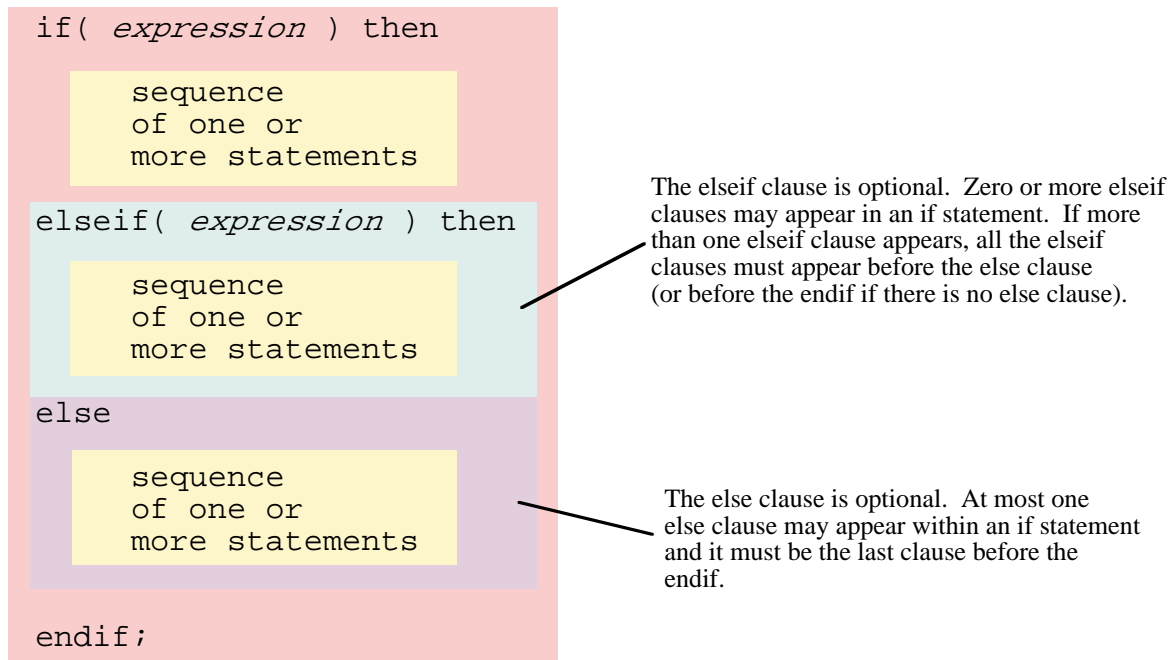 if( expression ) then
sequence
of one or
more statements
elseif( expression ) then
sequence
of one or
more statements
else
sequence
of one or
more statements
endif;
The elseif clause is optional.  Zero or more elseif
clauses may appear in an if statement.  If more
than one elseif clause appears, all the elseif
clauses must appear before the else clause
(or before the endif if there is no else clause).
The else clause is optional.  At most one
else clause may appear within an if statement
and it must be the last clause before the
endif.